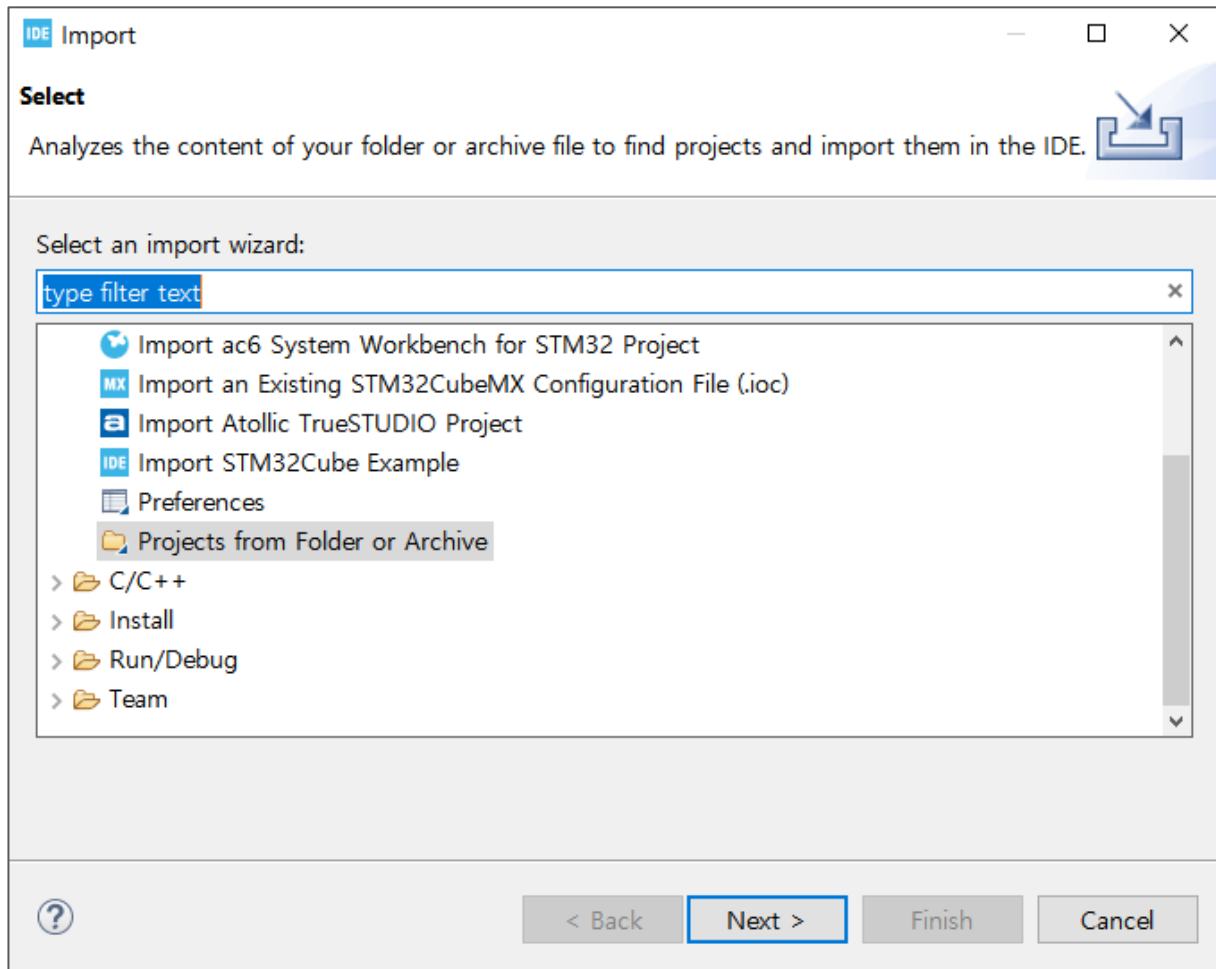 IDE Import
Select
Analyzes the content of your folder or archive file to find projects and import them in the IDE.
Select an import wizard:
type filter text
Import ac6 System Workbench for STM32 Project
MX Import an Existing STM32CubeMX Configuration File (.ioc)
a Import Atollic TrueSTUDIO Project
IDE Import STM32Cube Example
Preferences
Projects from Folder or Archive
C/C++
Install
Run/Debug
Team
? < Back Next > Finish Cancel